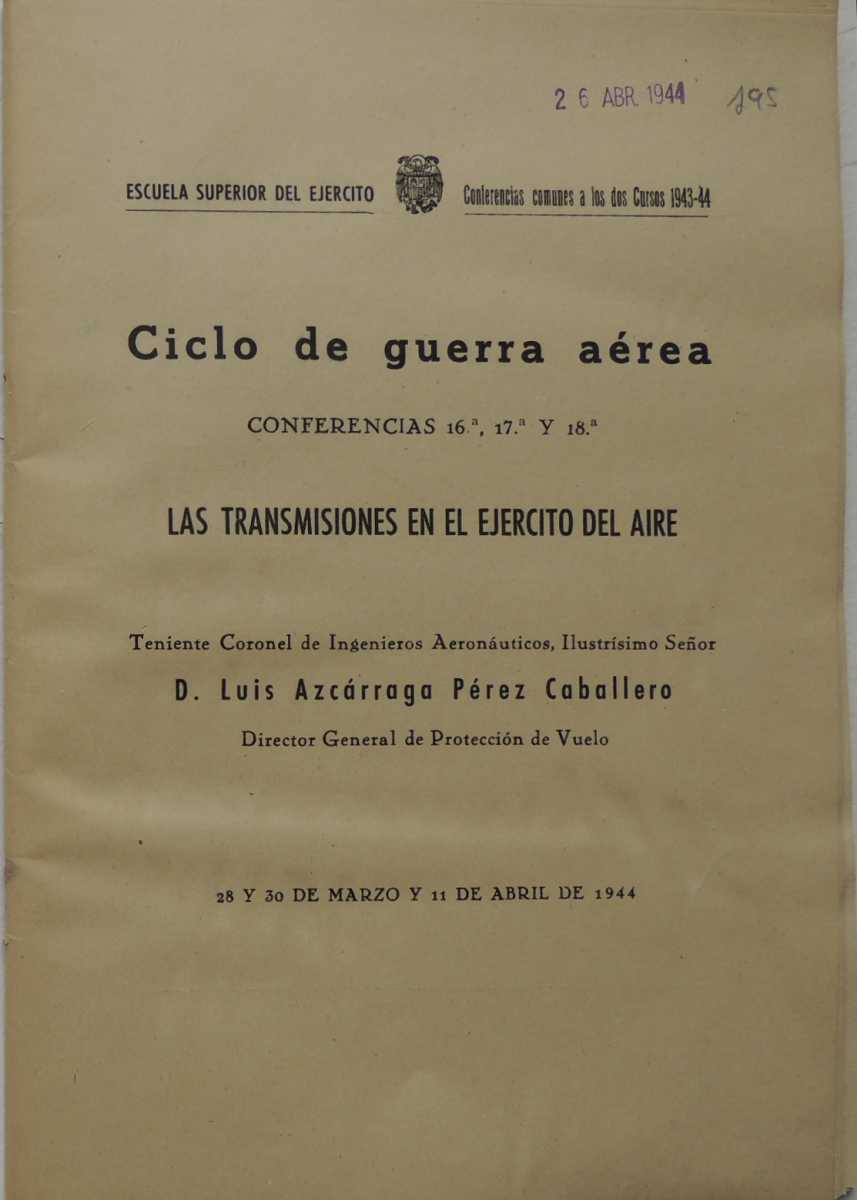 26 ABR. 1944 195
ESCUELA SUPERIOR DEL EJERCITO Conferencias comunes a los dos Cursos 1943-44
Ciclo de guerra aérea
CONFERENCIAS 16.ª, 17.ª Y 18.ª
LAS TRANSMISIONES EN EL EJERCITO DEL AIRE
Teniente Coronel de Ingenieros Aeronáuticos, Ilustrísimo Señor
D. Luis Azcárraga Pérez Caballero
Director General de Protección de Vuelo
28 Y 30 DE MARZO Y 11 DE ABRIL DE 1944